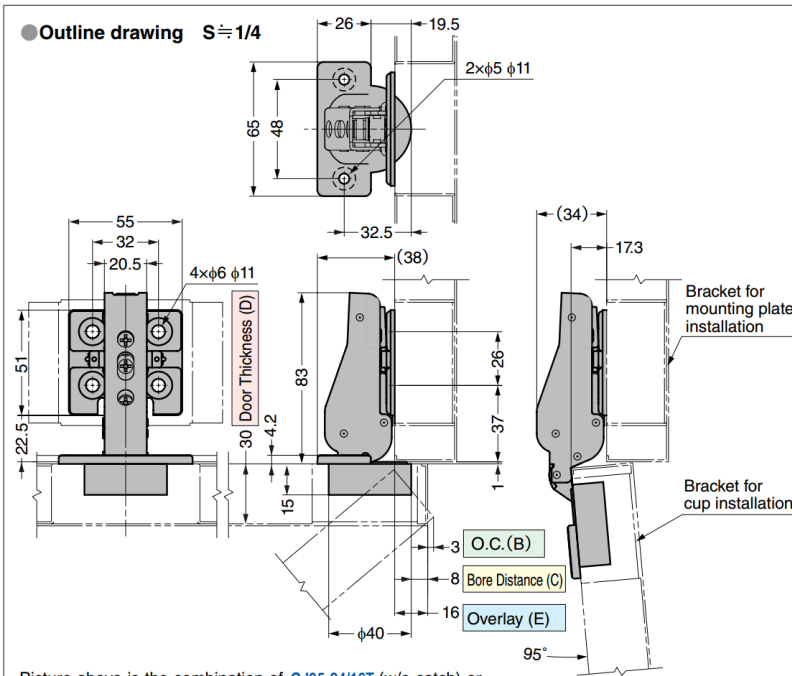 ●Outline drawing S≒1/4
26
19.5
2×φ5 φ11
65
48
32.5
55
32
20.5
4×φ6 φ11
(38)
(34)
17.3
Bracket for
mounting plate
installation
51
22.5
Door Thickness (D)
30
83
4.2
26
37
1
15
Bracket for
cup installation
3 O.C.(B)
8 Bore Distance (C)
16 Overlay (E)
φ40
95°